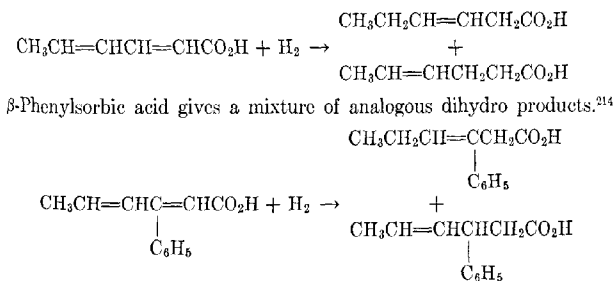 CH₃CH₂CH=CHCH₂CO₂H
CH₃CH=CHCH=CHCO₂H + H₂ → +
CH₃CH=CHCH₂CH₂CO₂H
β-Phenylsorbic acid gives a mixture of analogous dihydro products.²¹⁴
CH₃CH₂CH=CCH₂CO₂H
C₆H₅
CH₃CH=CHC=CHCO₂H + H₂ → +
C₆H₅
CH₃CH=CHCHCH₂CO₂H
C₆H₅